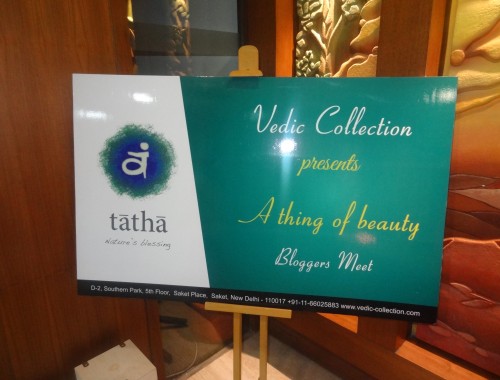 वं
tāthā
nature's blessing
Vedic Collection
presents
A thing of beauty
Bloggers Meet
D-2, Southern Park, 5th Floor, Saket Place, Saket, New Delhi - 110017 +91-11-66025883 www.vedic-collection.com